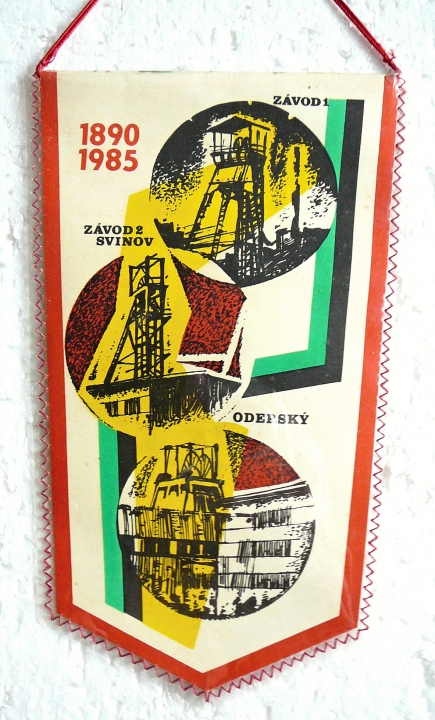 ZÁVOD 1
1890
1985
ZÁVOD 2
SVINOV
ODERSKÝ